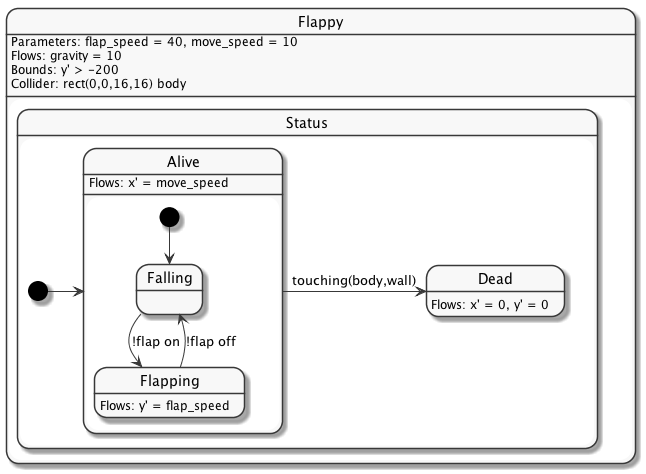 Flappy
Parameters: flap_speed = 40, move_speed = 10
Flows: gravity = 10
Bounds: y' > -200
Collider: rect(0,0,16,16) body
Status
Alive
Flows: x' = move_speed
Falling
!flap on
!flap off
Flapping
Flows: y' = flap_speed
touching(body,wall)
Dead
Flows: x' = 0, y' = 0